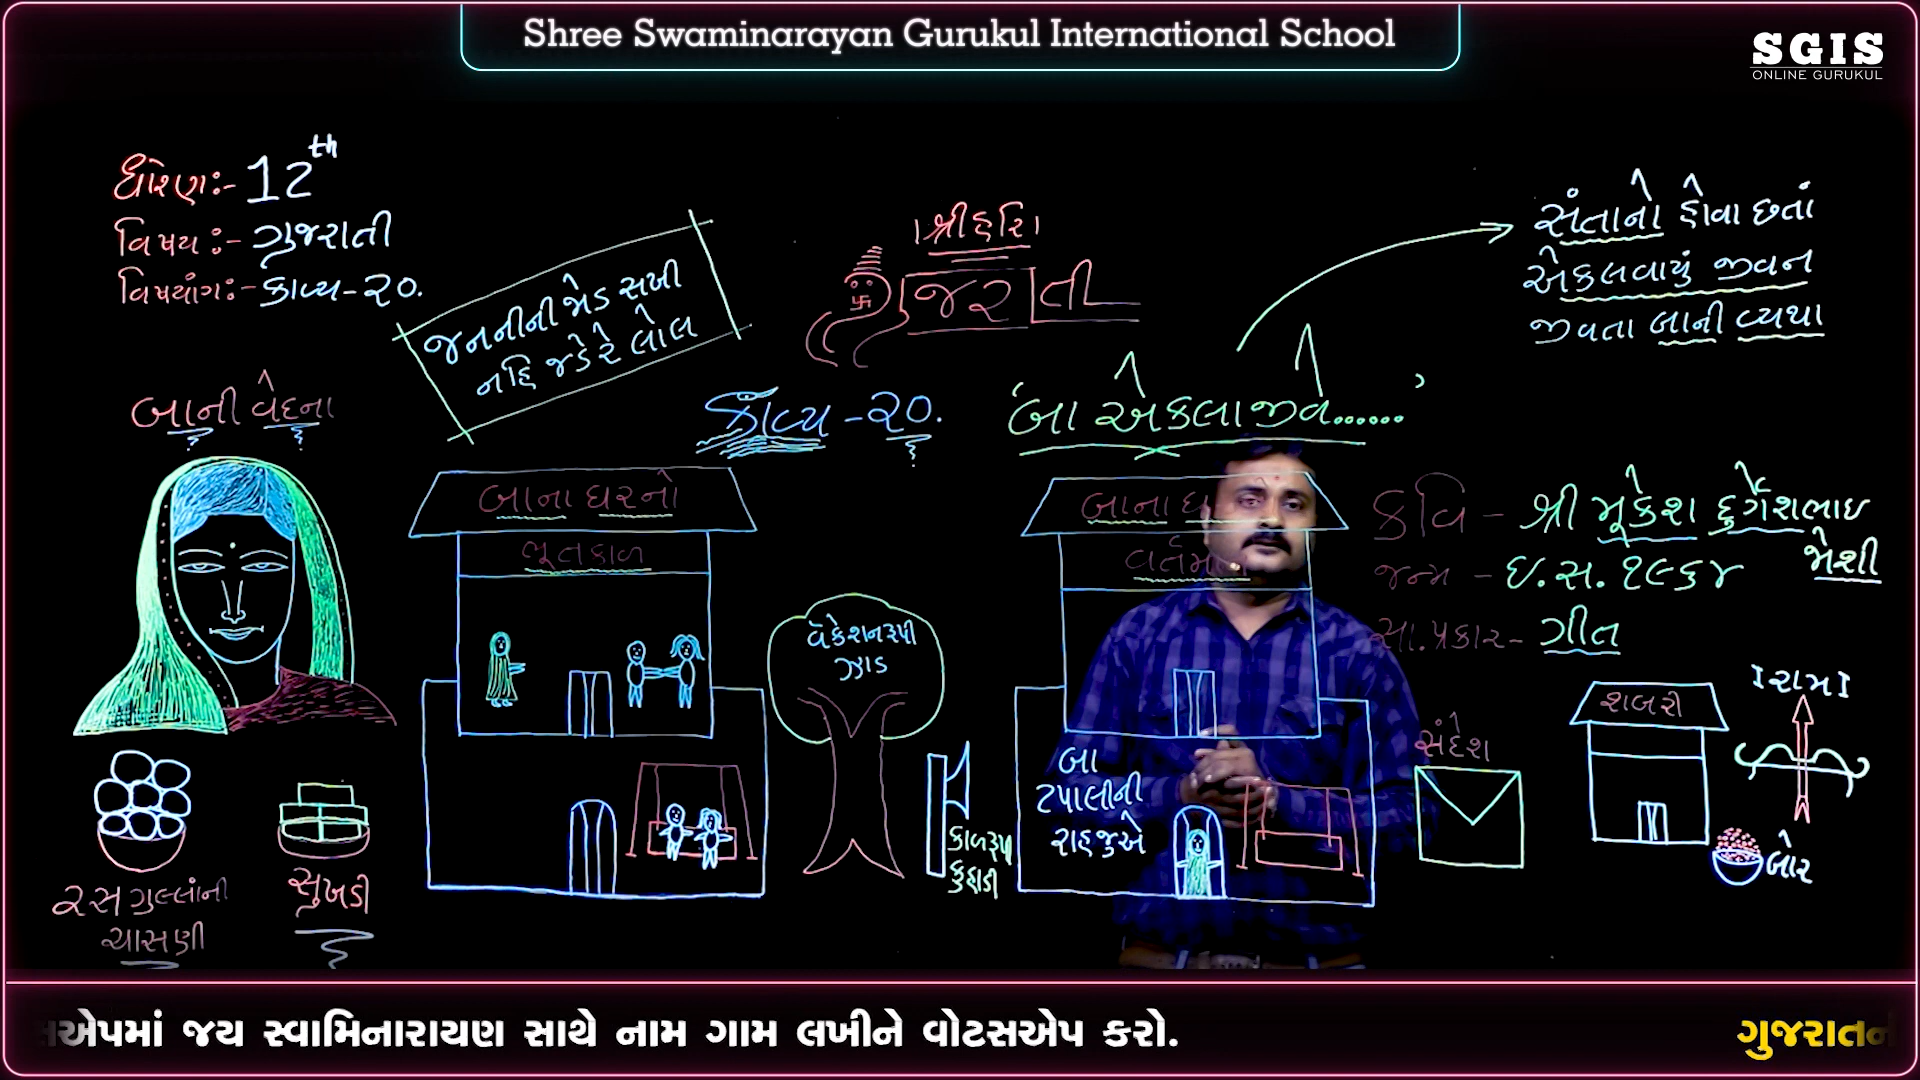 Shree Swaminarayan Gurukul International School
SGIS
ONLINE GURUKUL
ધોરણઃ- 12th
વિષયઃ- ગુજરાતી
વિષયાંગઃ- કાવ્ય-૨૦.
જનનીની જોડ સખી
નહિ જડે રે લોલ
।શ્રીહરિ।
જરાતી
સંતાનો હોવા છતાં
એકલવાયું જીવન
જીવતા બાની વ્યથા
બાની વેદના
કાવ્ય-૨૦.
'બા એકલા જીવે......'
બાના ઘરનો
ભૂતકાળ
બાના ઘ
વર્તમા
કવિ - શ્રી મૂકેશ દુર્ગેશભાઇ
જોશી
જન્મ - ઇ.સ. ૧૯૬૪
સા.પ્રકાર- ગીત
વૅકેશનરૂપી
ઝાડ
કાળરૂપી
કુહાડી
બા
ટપાલીની
રાહ જુએ
સંદેશ
શબરી
।રામ।
બોર
રસગુલ્લાંની
ચાસણી
સુખડી
સએપમાં જય સ્વામિનારાયણ સાથે નામ ગામ લખીને વોટસએપ કરો.
ગુજરાતની